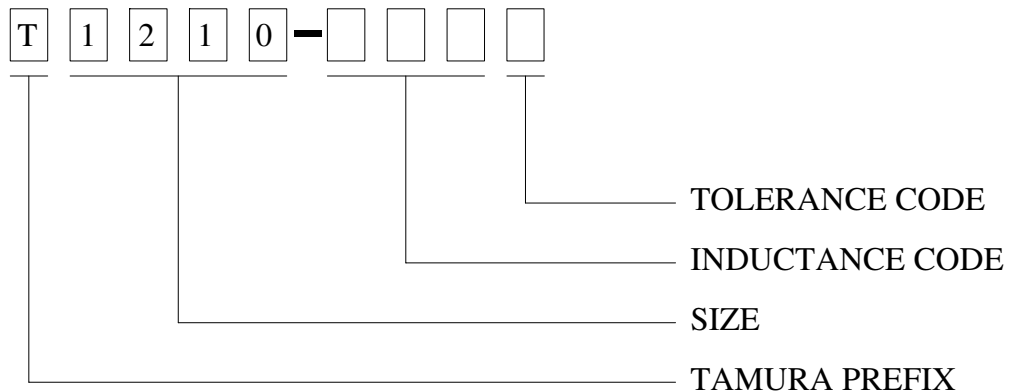 T 1 2 1 0 -
TOLERANCE CODE
INDUCTANCE CODE
SIZE
TAMURA PREFIX